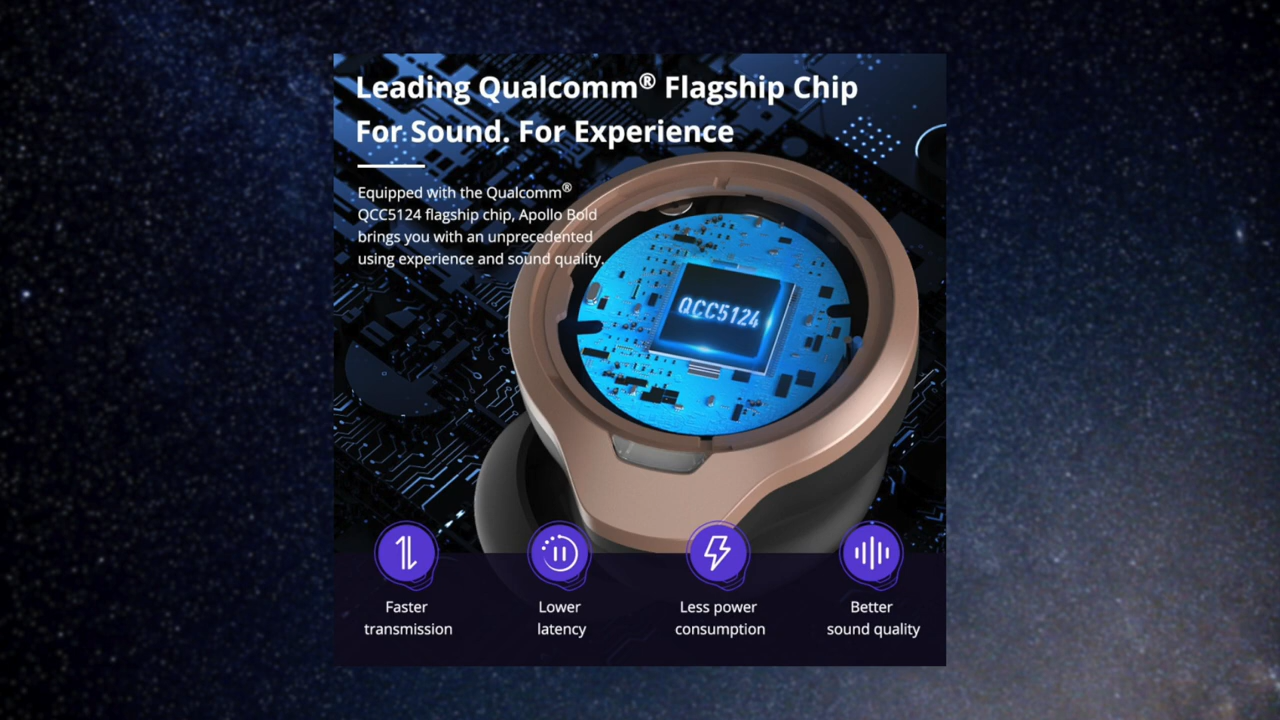 Leading Qualcomm® Flagship Chip
For Sound. For Experience
Equipped with the Qualcomm®
QCC5124 flagship chip, Apollo Bold
brings you with an unprecedented
using experience and sound quality.
QCC5124
Faster
transmission
Lower
latency
Less power
consumption
Better
sound quality